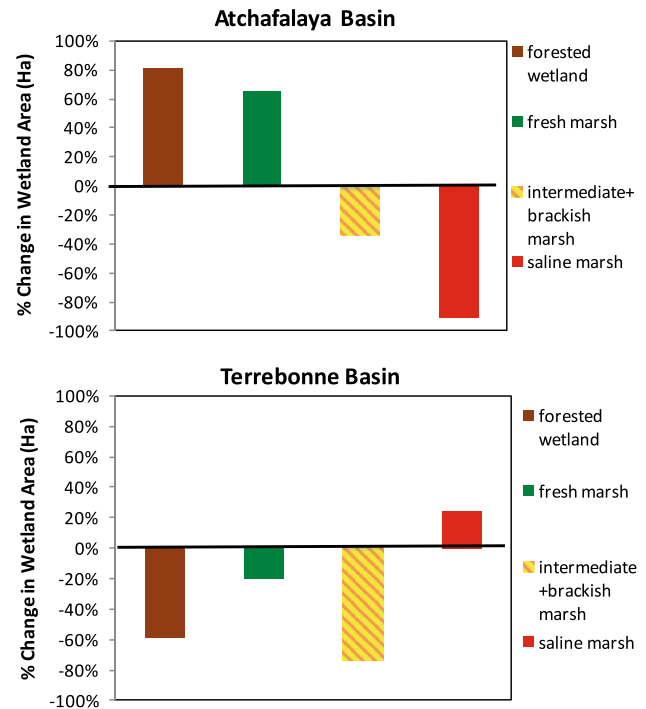 Atchafalaya Basin
% Change in Wetland Area (Ha)
100%
80%
60%
40%
20%
0%
-20%
-40%
-60%
-80%
-100%
forested
wetland
fresh marsh
intermediate+
brackish
marsh
saline marsh
Terrebonne Basin
% Change in Wetland Area (Ha)
100%
80%
60%
40%
20%
0%
-20%
-40%
-60%
-80%
-100%
forested
wetland
fresh marsh
intermediate
+brackish
marsh
saline marsh